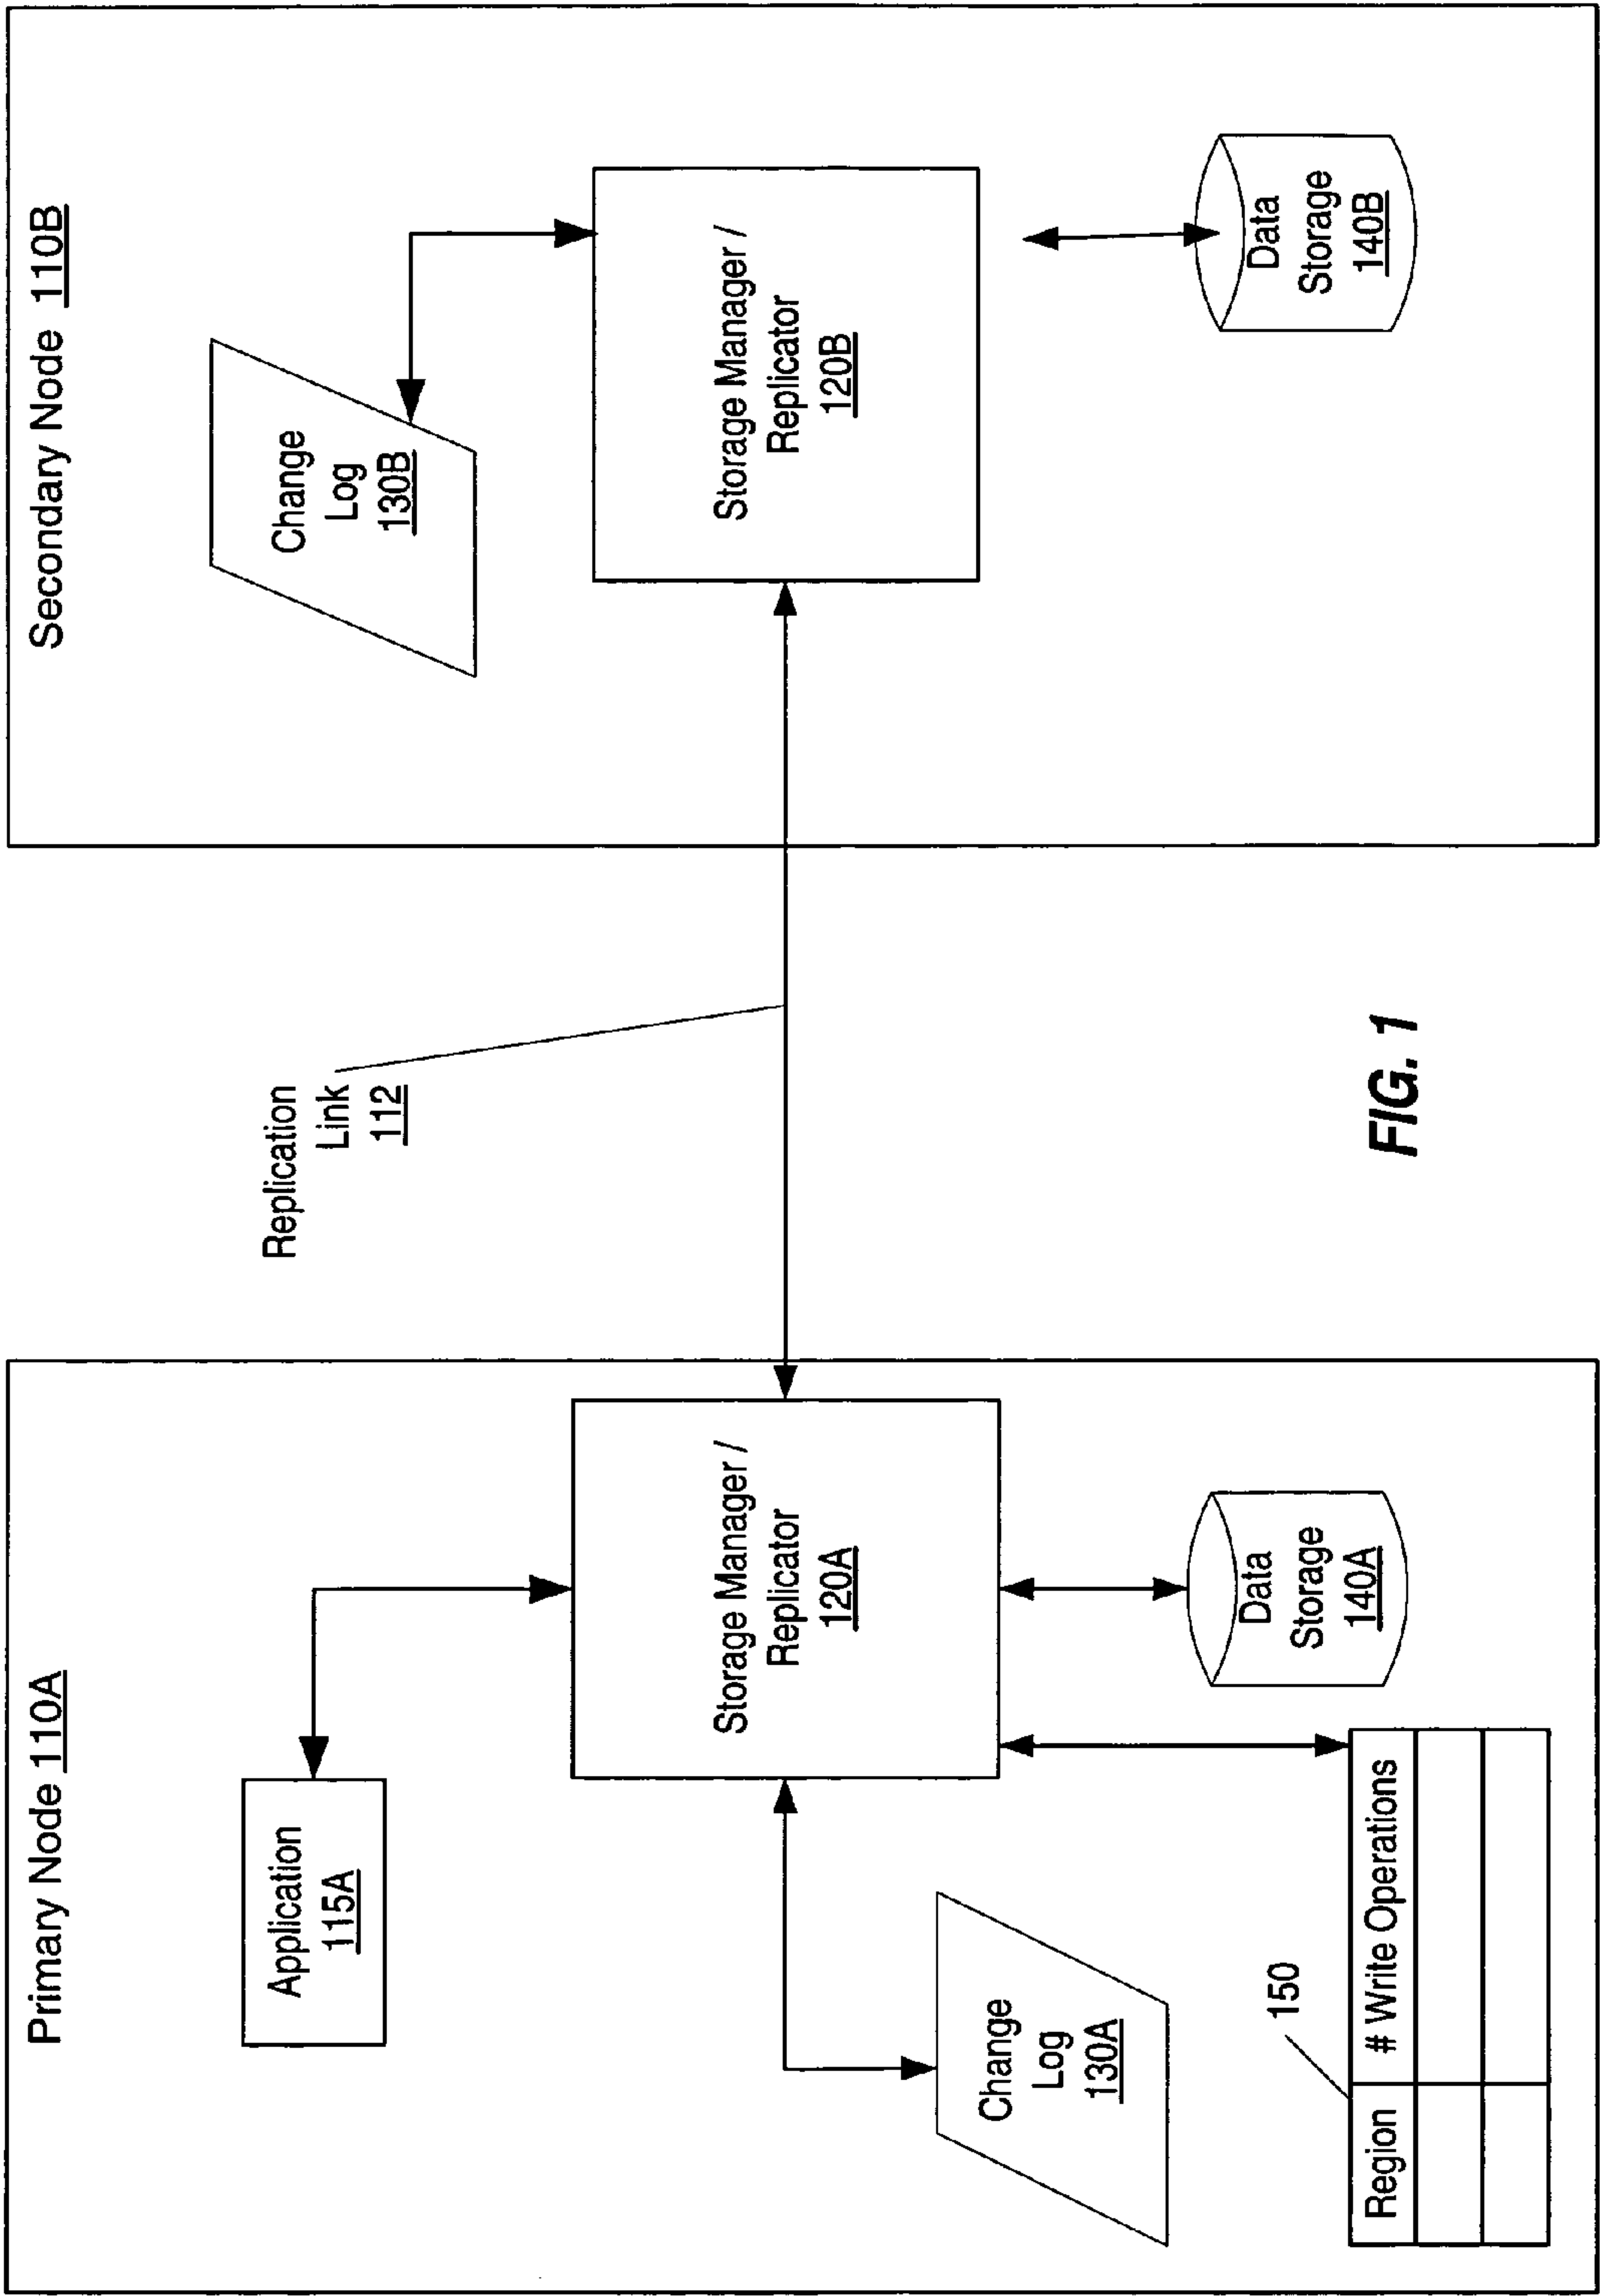 Primary Node 110A
Application
115A
Storage Manager /
Replicator
120A
Change
Log
130A
Data
Storage
140A
150
Region
# Write Operations
Replication
Link
112
Secondary Node 110B
Change
Log
130B
Storage Manager /
Replicator
120B
Data
Storage
140B
FIG. 1